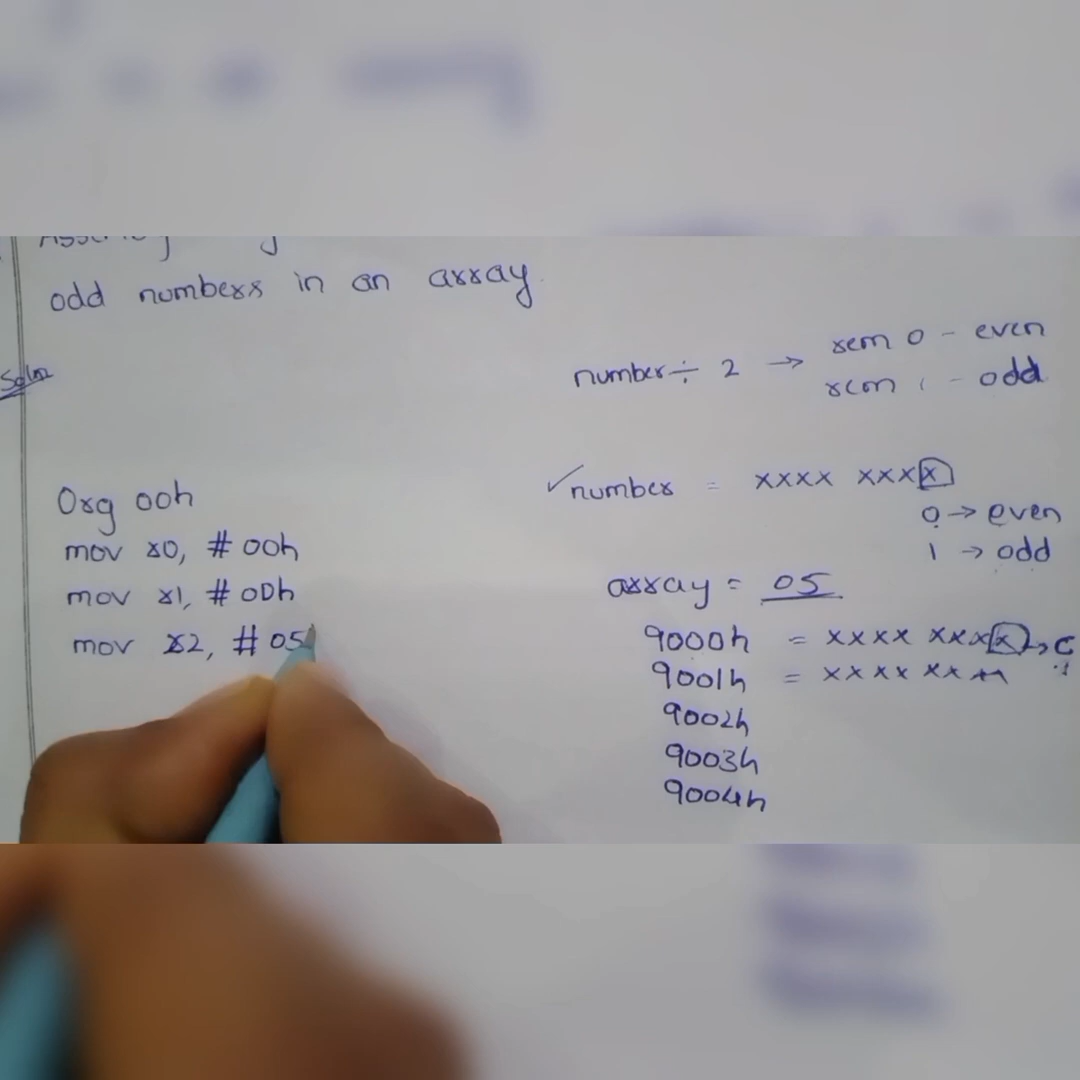 odd numbers in an array.
Soln
number ÷ 2 → rem 0 - even
rem 1 - odd
Org 00h
mov r0, #00h
mov r1, #00h
mov r2, #05
✓number = xxxx xxxx
0 → even
1 → odd
array = 05
9000h = xxxx xxxx → C
9001h = xxxx xx
9002h
9003h
9004h